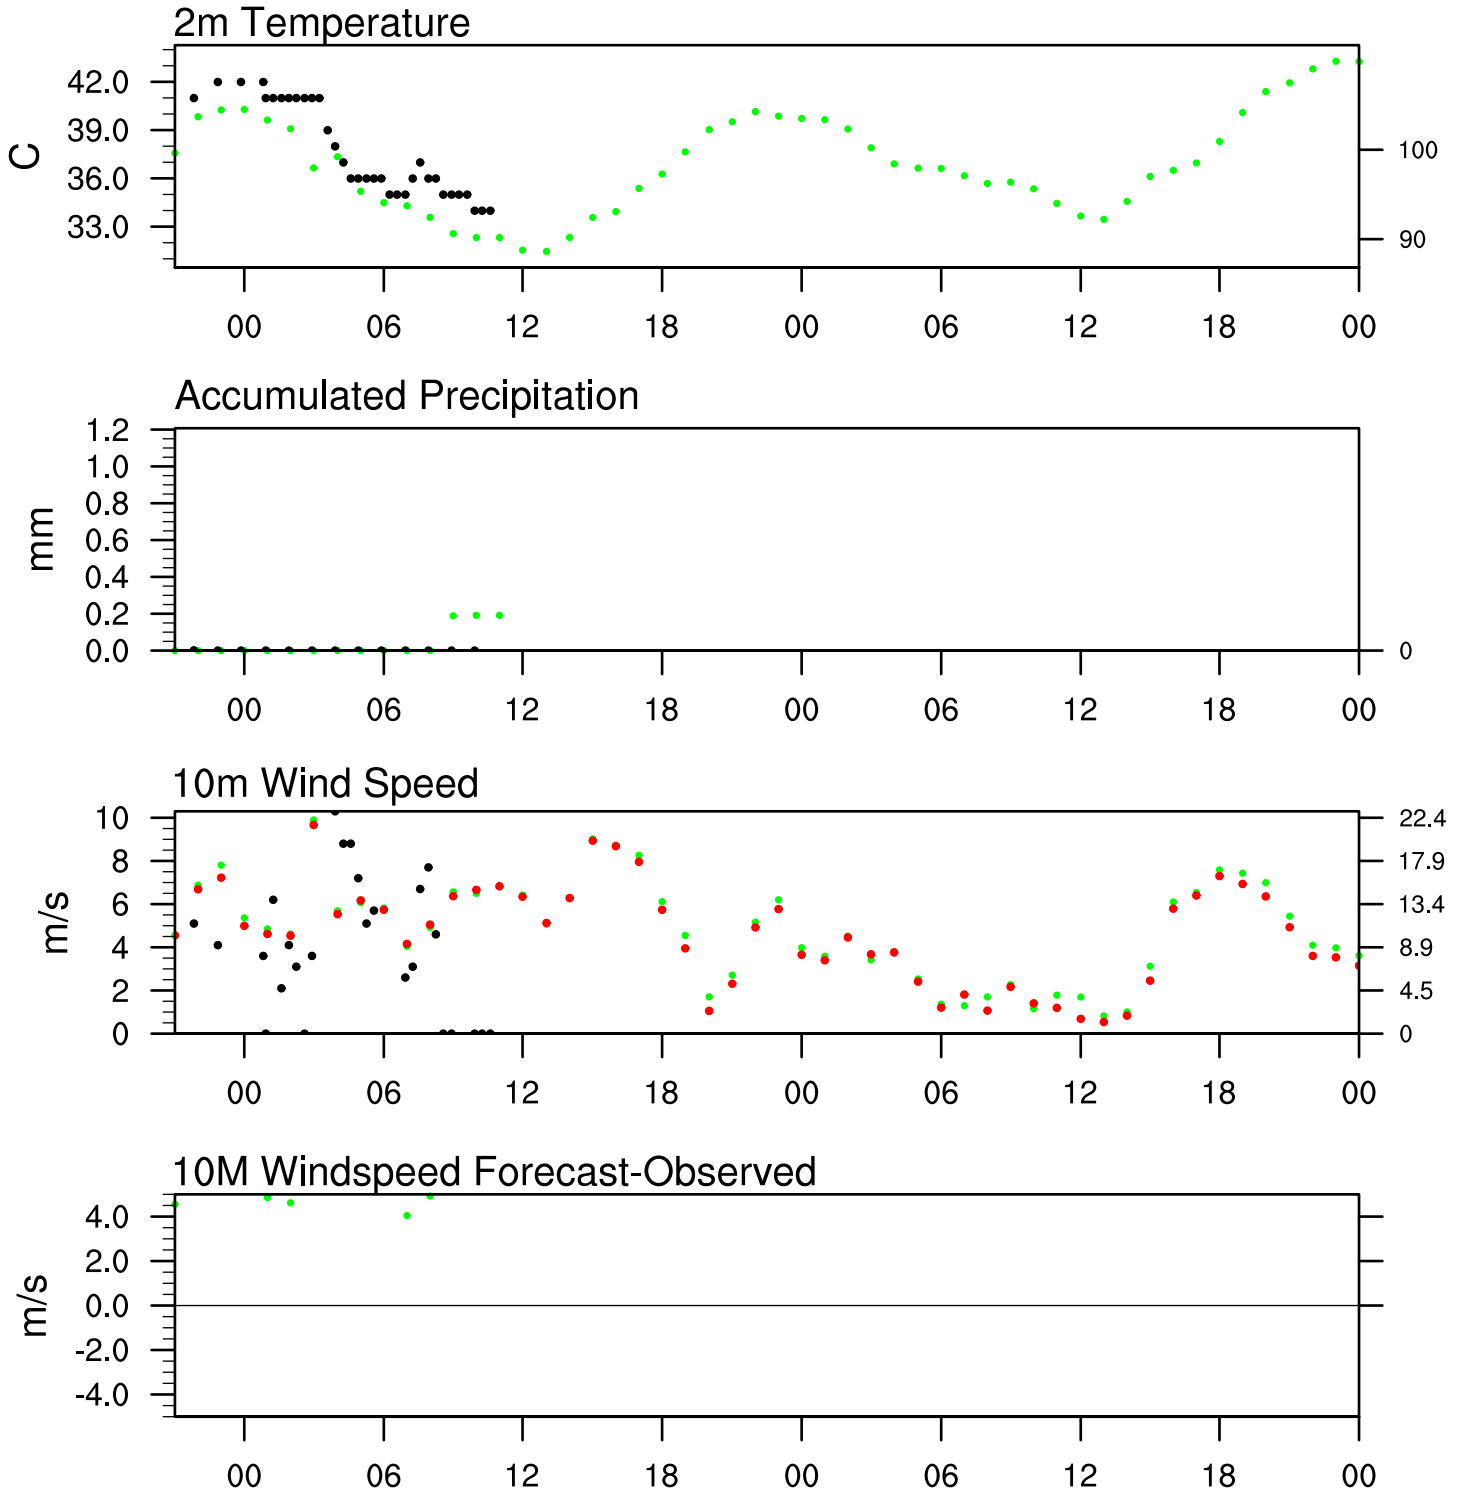 2m Temperature
C
42.0
39.0
36.0
33.0
100
90
00 06 12 18 00 06 12 18 00
Accumulated Precipitation
mm
1.2
1.0
0.8
0.6
0.4
0.2
0.0
0
00 06 12 18 00 06 12 18 00
10m Wind Speed
m/s
10
8
6
4
2
0
22.4
17.9
13.4
8.9
4.5
0
00 06 12 18 00 06 12 18 00
10M Windspeed Forecast-Observed
m/s
4.0
2.0
0.0
-2.0
-4.0
00 06 12 18 00 06 12 18 00